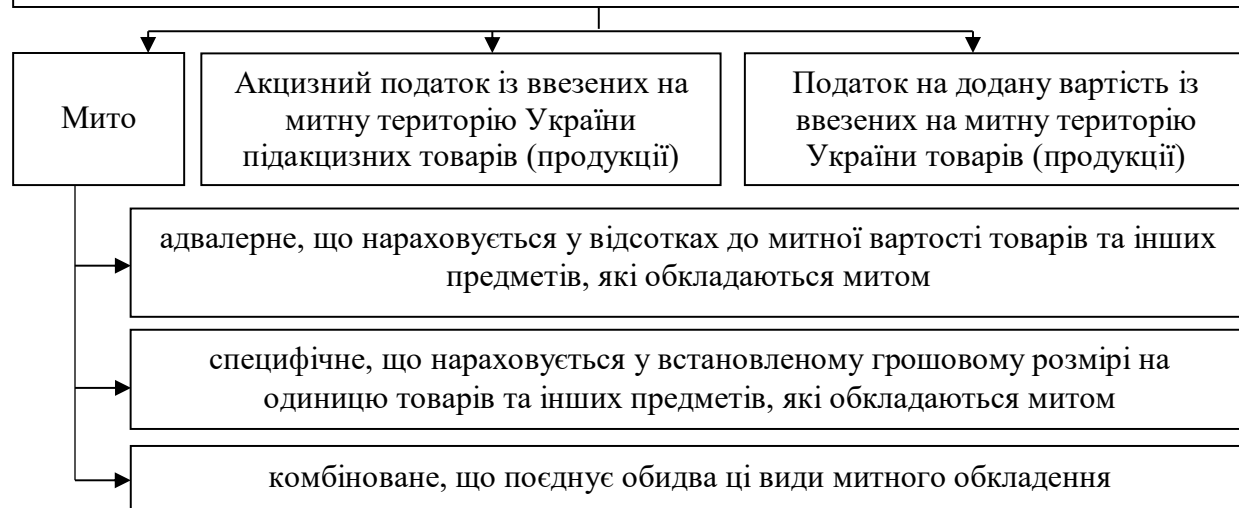 Мито
Акцизний податок із ввезених на
митну територію України
підакцизних товарів (продукції)
Податок на додану вартість із
ввезених на митну територію
України товарів (продукції)
адвалерне, що нараховується у відсотках до митної вартості товарів та інших
предметів, які обкладаються митом
специфічне, що нараховується у встановленому грошовому розмірі на
одиницю товарів та інших предметів, які обкладаються митом
комбіноване, що поєднує обидва ці види митного обкладення